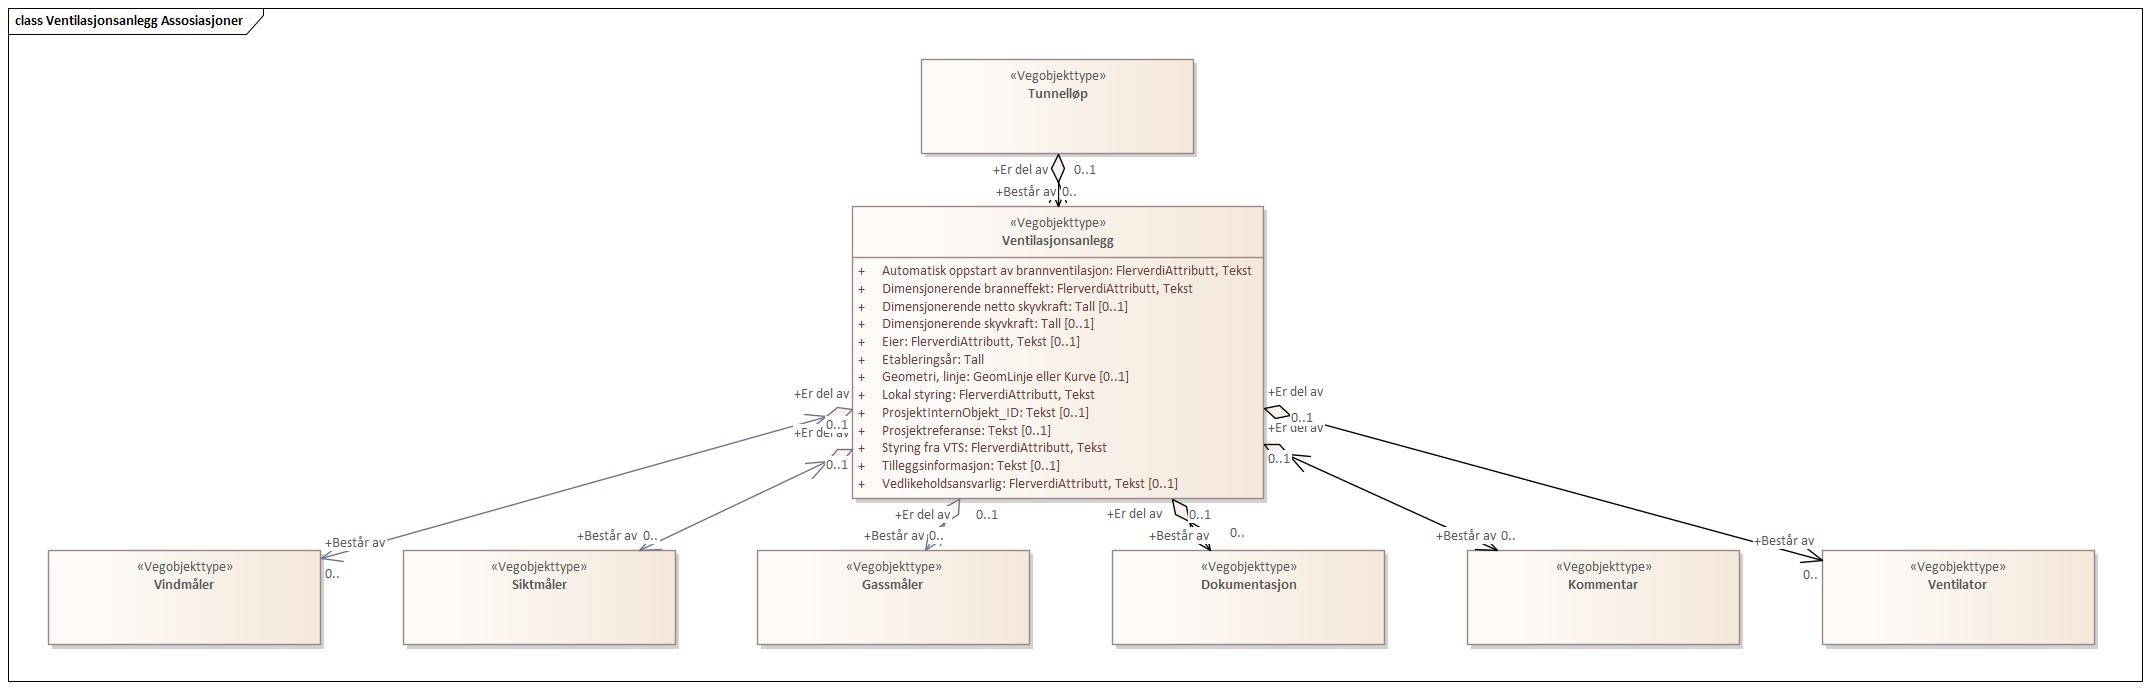 class Ventilasjonsanlegg Assosiasjoner
«Vegobjekttype»
Tunnelløp
+Er del av 0..1
+Består av 0..
«Vegobjekttype»
Ventilasjonsanlegg
+ Automatisk oppstart av brannventilasjon: FlerverdiAttributt, Tekst
+ Dimensjonerende branneffekt: FlerverdiAttributt, Tekst
+ Dimensjonerende netto skyvkraft: Tall [0..1]
+ Dimensjonerende skyvkraft: Tall [0..1]
+ Eier: FlerverdiAttributt, Tekst [0..1]
+ Etableringsår: Tall
+ Geometri, linje: GeomLinje eller Kurve [0..1]
+ Lokal styring: FlerverdiAttributt, Tekst
+ ProsjektInternObjekt_ID: Tekst [0..1]
+ Prosjektreferanse: Tekst [0..1]
+ Styring fra VTS: FlerverdiAttributt, Tekst
+ Tilleggsinformasjon: Tekst [0..1]
+ Vedlikeholdsansvarlig: FlerverdiAttributt, Tekst [0..1]
+Er del av
0..1
+Er del av
0..1
+Er del av
0..1
+Er del av
0..1
+Er del av 0..1
+Er del av 0..1
+Består av
0..
+Består av 0..
+Består av 0..
+Består av
0..
+Består av 0..
+Består av
0..
«Vegobjekttype»
Vindmåler
«Vegobjekttype»
Siktmåler
«Vegobjekttype»
Gassmåler
«Vegobjekttype»
Dokumentasjon
«Vegobjekttype»
Kommentar
«Vegobjekttype»
Ventilator